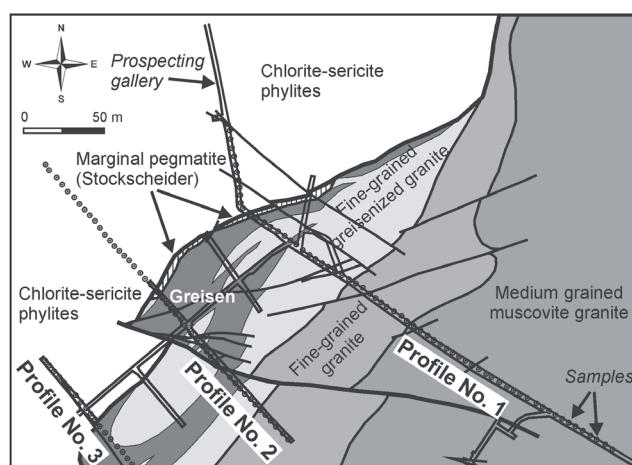 N
W E
S
0 50 m
Prospecting
gallery
Chlorite-sericite
phylites
Marginal pegmatite
(Stockscheider)
Fine-grained
greisenized granite
Chlorite-sericite
phylites
Greisen
Fine-grained
granite
Medium grained
muscovite granite
Profile No. 1
Profile No. 2
Profile No. 3
Samples